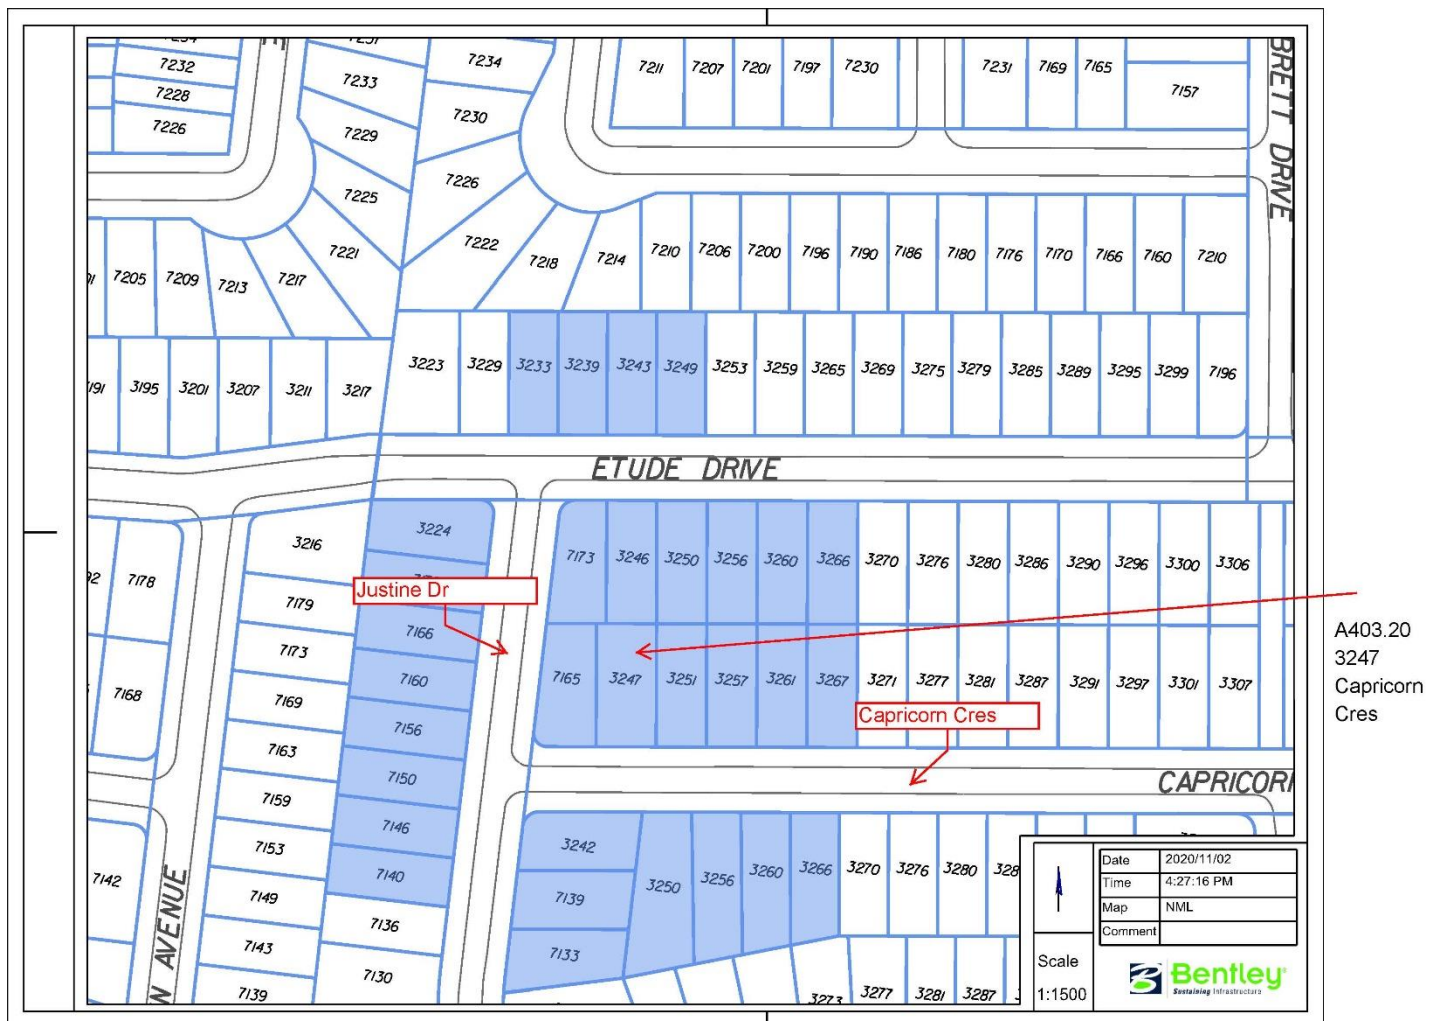 7232
7228
7226
7233
7229
7225
7221
7234
7230
7226
7222
7218
7214
7211 7207 7201 7197 7230
7231 7169 7165
7157
BRETT DRIVE
7205 7209 7213 7217
7210 7206 7200 7196 7190 7186 7180 7176 7170 7166 7160 7210
3195 3201 3207 3211 3217
3223 3229 3233 3239 3243 3249 3253 3259 3265 3269 3275 3279 3285 3289 3295 3299 7196
ETUDE DRIVE
3216
3224
7173 3246 3250 3256 3260 3266 3270 3276 3280 3286 3290 3296 3300 3306
7178
7168
7142
Justine Dr
7179
7173
7169
7163
7159
7153
7149
7143
7139
7166
7160
7156
7150
7146
7140
7136
7130
7165 3247 3251 3257 3261 3267 3271 3277 3281 3287 3291 3297 3301 3307
A403.20
3247
Capricorn
Cres
Capricorn Cres
CAPRICORN
N AVENUE
3242
7139
7133
3250 3256 3260 3266 3270 3276 3280
3273 3277 3281 3287
Date 2020/11/02
Time 4:27:16 PM
Map NML
Comment
Scale
1:1500
Bentley
Sustaining Infrastructure